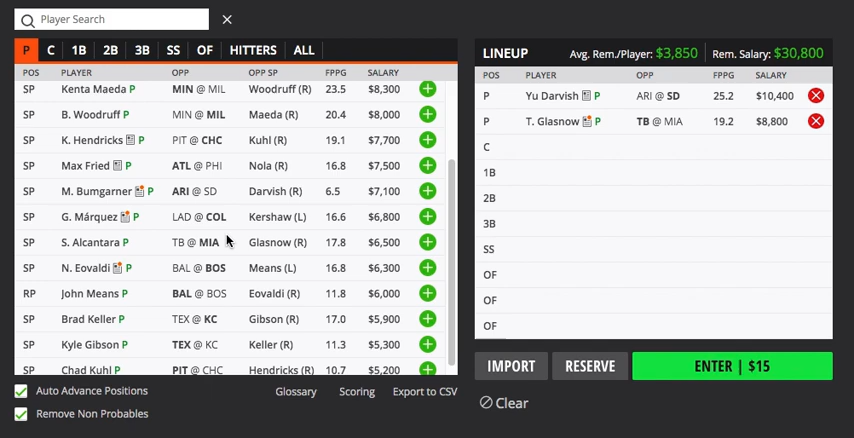 Player Search ×
P C 1B 2B 3B SS OF HITTERS ALL
POS PLAYER OPP OPP SP FPPG SALARY
SP Kenta Maeda P MIN @ MIL Woodruff (R) 23.5 $8,300
SP B. Woodruff P MIN @ MIL Maeda (R) 20.4 $8,000
SP K. Hendricks P PIT @ CHC Kuhl (R) 19.1 $7,700
SP Max Fried P ATL @ PHI Nola (R) 16.8 $7,500
SP M. Bumgarner P ARI @ SD Darvish (R) 6.5 $7,100
SP G. Márquez P LAD @ COL Kershaw (L) 16.6 $6,800
SP S. Alcantara P TB @ MIA Glasnow (R) 17.8 $6,500
SP N. Eovaldi P BAL @ BOS Means (L) 16.8 $6,300
RP John Means P BAL @ BOS Eovaldi (R) 11.8 $6,000
SP Brad Keller P TEX @ KC Gibson (R) 17.0 $5,900
SP Kyle Gibson P TEX @ KC Keller (R) 11.3 $5,300
SP Chad Kuhl P PIT @ CHC Hendricks (R) 10.7 $5,200
Auto Advance Positions Glossary Scoring Export to CSV
Remove Non Probables
LINEUP Avg. Rem./Player: $3,850 Rem. Salary: $30,800
POS PLAYER OPP FPPG SALARY
P Yu Darvish P ARI @ SD 25.2 $10,400
P T. Glasnow P TB @ MIA 19.2 $8,800
C
1B
2B
3B
SS
OF
OF
OF
IMPORT RESERVE ENTER | $15
Clear